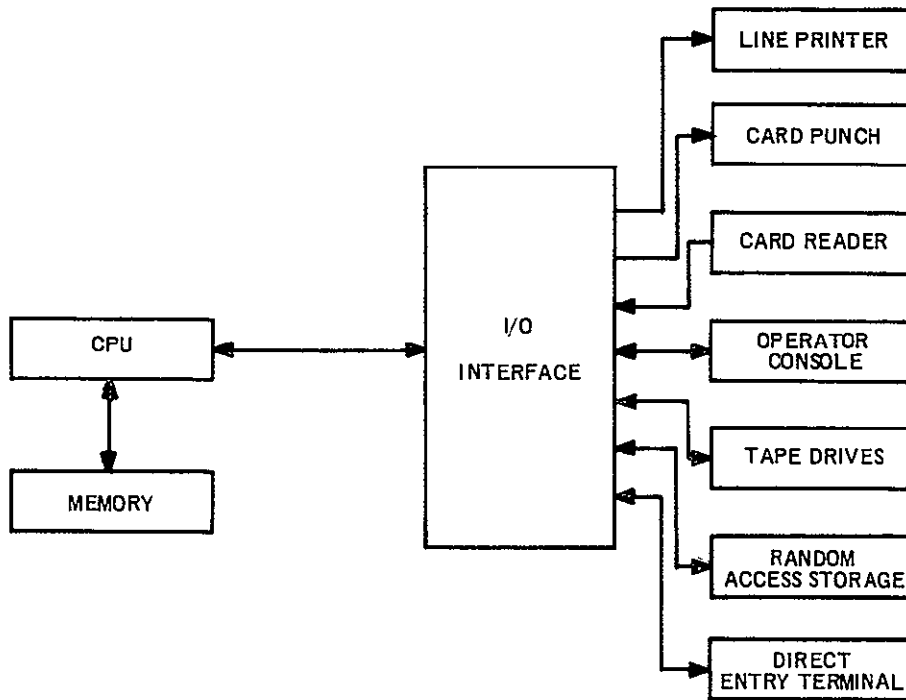 LINE PRINTER
CARD PUNCH
CARD READER
I/O
INTERFACE
CPU
OPERATOR
CONSOLE
TAPE DRIVES
MEMORY
RANDOM
ACCESS STORAGE
DIRECT
ENTRY TERMINAL